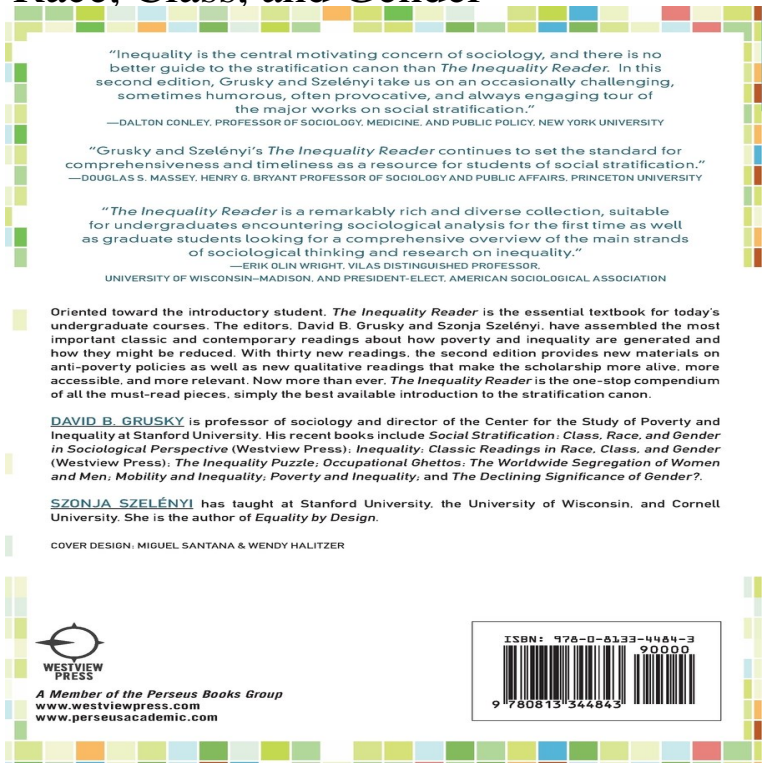 Race, Class, and Gender
“Inequality is the central motivating concern of sociology, and there is no
better guide to the stratification canon than The Inequality Reader. In this
second edition, Grusky and Szelényi take us on an occasionally challenging,
sometimes humorous, often provocative, and always engaging tour of
the major works on social stratification.”
—DALTON CONLEY, PROFESSOR OF SOCIOLOGY, MEDICINE, AND PUBLIC POLICY, NEW YORK UNIVERSITY
“Grusky and Szelényi’s The Inequality Reader continues to set the standard for
comprehensiveness and timeliness as a resource for students of social stratification.”
—DOUGLAS S. MASSEY, HENRY G. BRYANT PROFESSOR OF SOCIOLOGY AND PUBLIC AFFAIRS, PRINCETON UNIVERSITY
“The Inequality Reader is a remarkably rich and diverse collection, suitable
for undergraduates encountering sociological analysis for the first time as well
as graduate students looking for a comprehensive overview of the main strands
of sociological thinking and research on inequality.”
—ERIK OLIN WRIGHT, VILAS DISTINGUISHED PROFESSOR,
UNIVERSITY OF WISCONSIN–MADISON, AND PRESIDENT-ELECT, AMERICAN SOCIOLOGICAL ASSOCIATION
Oriented toward the introductory student, The Inequality Reader is the essential textbook for today’s
undergraduate courses. The editors, David B. Grusky and Szonja Szelényi, have assembled the most
important classic and contemporary readings about how poverty and inequality are generated and
how they might be reduced. With thirty new readings, the second edition provides new materials on
anti-poverty policies as well as new qualitative readings that make the scholarship more alive, more
accessible, and more relevant. Now more than ever, The Inequality Reader is the one-stop compendium
of all the must-read pieces, simply the best available introduction to the stratification canon.
DAVID B. GRUSKY is professor of sociology and director of the Center for the Study of Poverty and
Inequality at Stanford University. His recent books include Social Stratification: Class, Race, and Gender
in Sociological Perspective (Westview Press); Inequality: Classic Readings in Race, Class, and Gender
(Westview Press); The Inequality Puzzle; Occupational Ghettos: The Worldwide Segregation of Women
and Men; Mobility and Inequality; Poverty and Inequality; and The Declining Significance of Gender?.
SZONJA SZELÉNYI has taught at Stanford University, the University of Wisconsin, and Cornell
University. She is the author of Equality by Design.
COVER DESIGN: MIGUEL SANTANA & WENDY HALITZER
WESTVIEW
PRESS
A Member of the Perseus Books Group
www.westviewpress.com
www.perseusacademic.com
ISBN: 978-0-8133-4484-3
90000
9 780813 344843